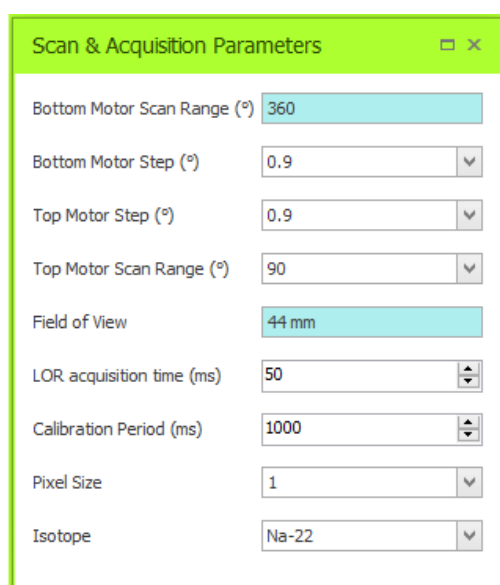 Scan & Acquisition Parameters
Bottom Motor Scan Range (º) 360
Bottom Motor Step (º) 0.9
Top Motor Step (º) 0.9
Top Motor Scan Range (º) 90
Field of View 44 mm
LOR acquisition time (ms) 50
Calibration Period (ms) 1000
Pixel Size 1
Isotope Na-22